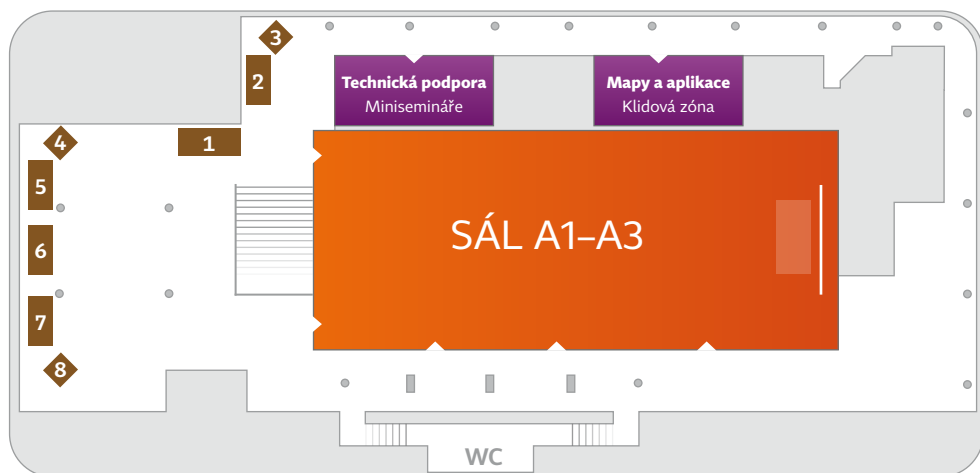 3
2
Technická podpora
Minisemináře
Mapy a aplikace
Klidová zóna
4
1
5
SÁL A1–A3
6
7
8
WC